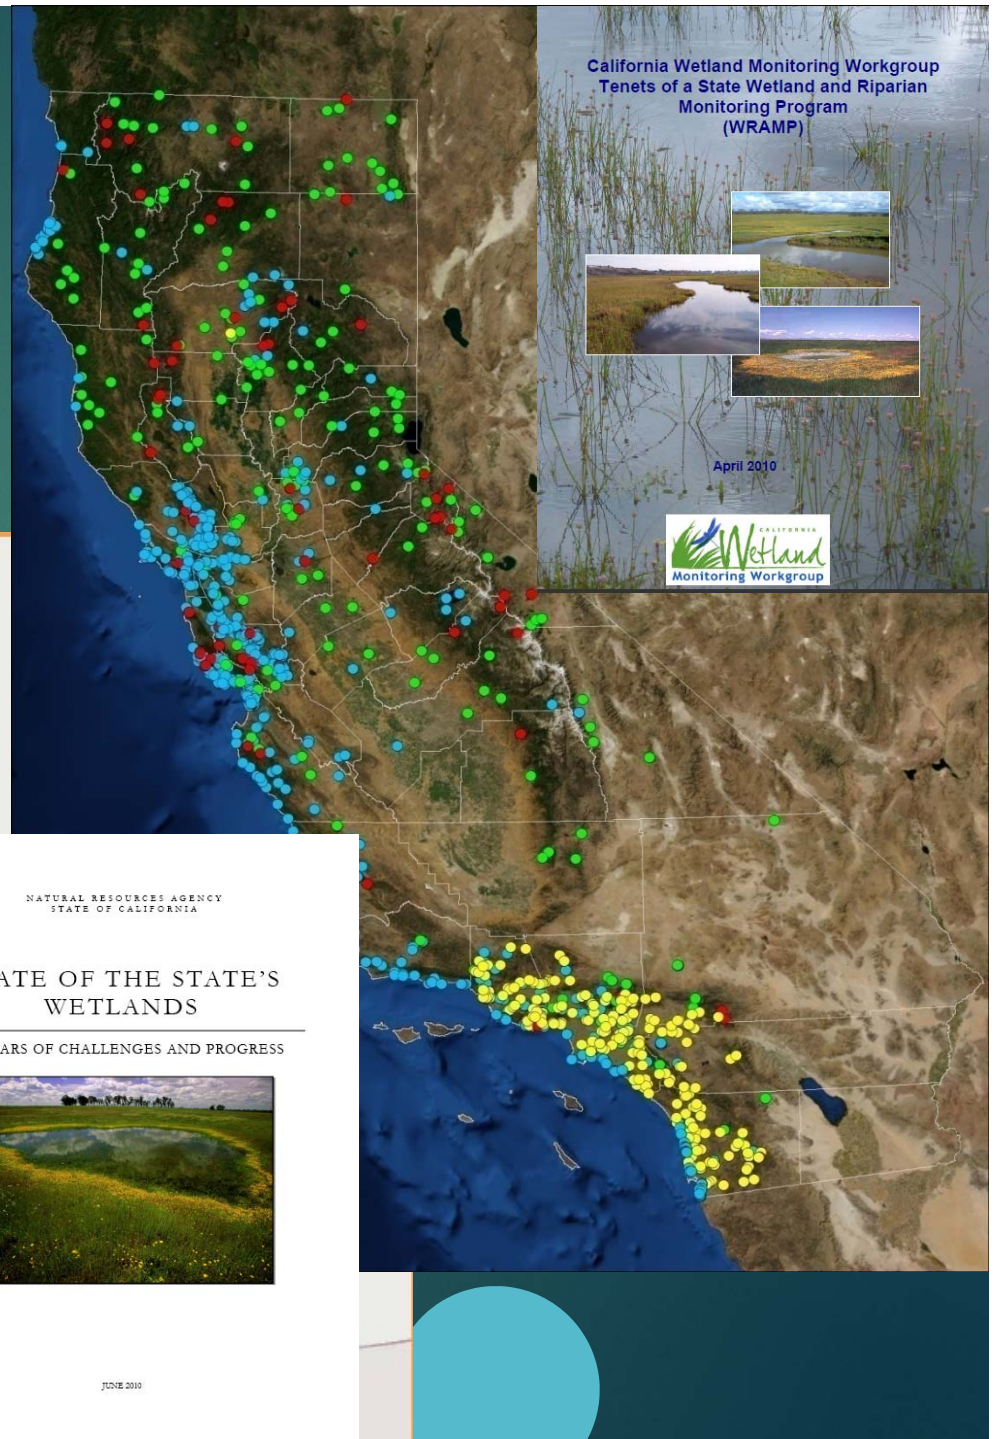 California Wetland Monitoring Workgroup
Tenets of a State Wetland and Riparian
Monitoring Program
(WRAMP)
April 2010
CALIFORNIA
Wetland
Monitoring Workgroup
NATURAL RESOURCES AGENCY
STATE OF CALIFORNIA
ATE OF THE STATE'S
WETLANDS
ARS OF CHALLENGES AND PROGRESS
JUNE 2010